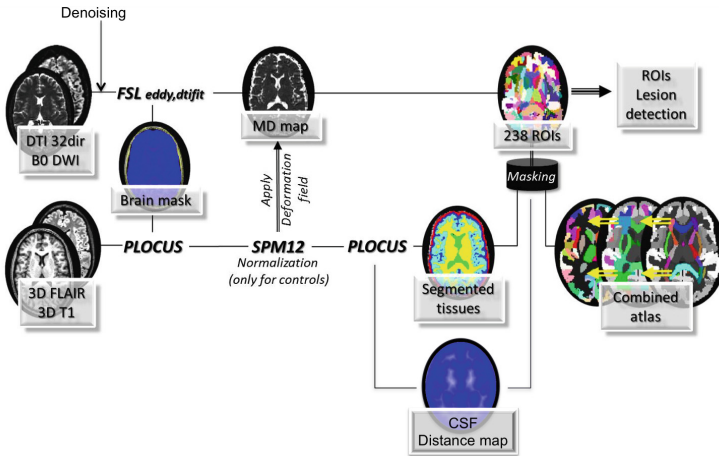 Denoising
FSL eddy,dtifit
DTI 32dir
B0 DWI
MD map
238 ROIs
ROIs
Lesion
detection
Brain mask
Apply
Deformation
field
Masking
PLOCUS
SPM12
PLOCUS
Normalization
(only for controls)
3D FLAIR
3D T1
Segmented
tissues
Combined
atlas
CSF
Distance map